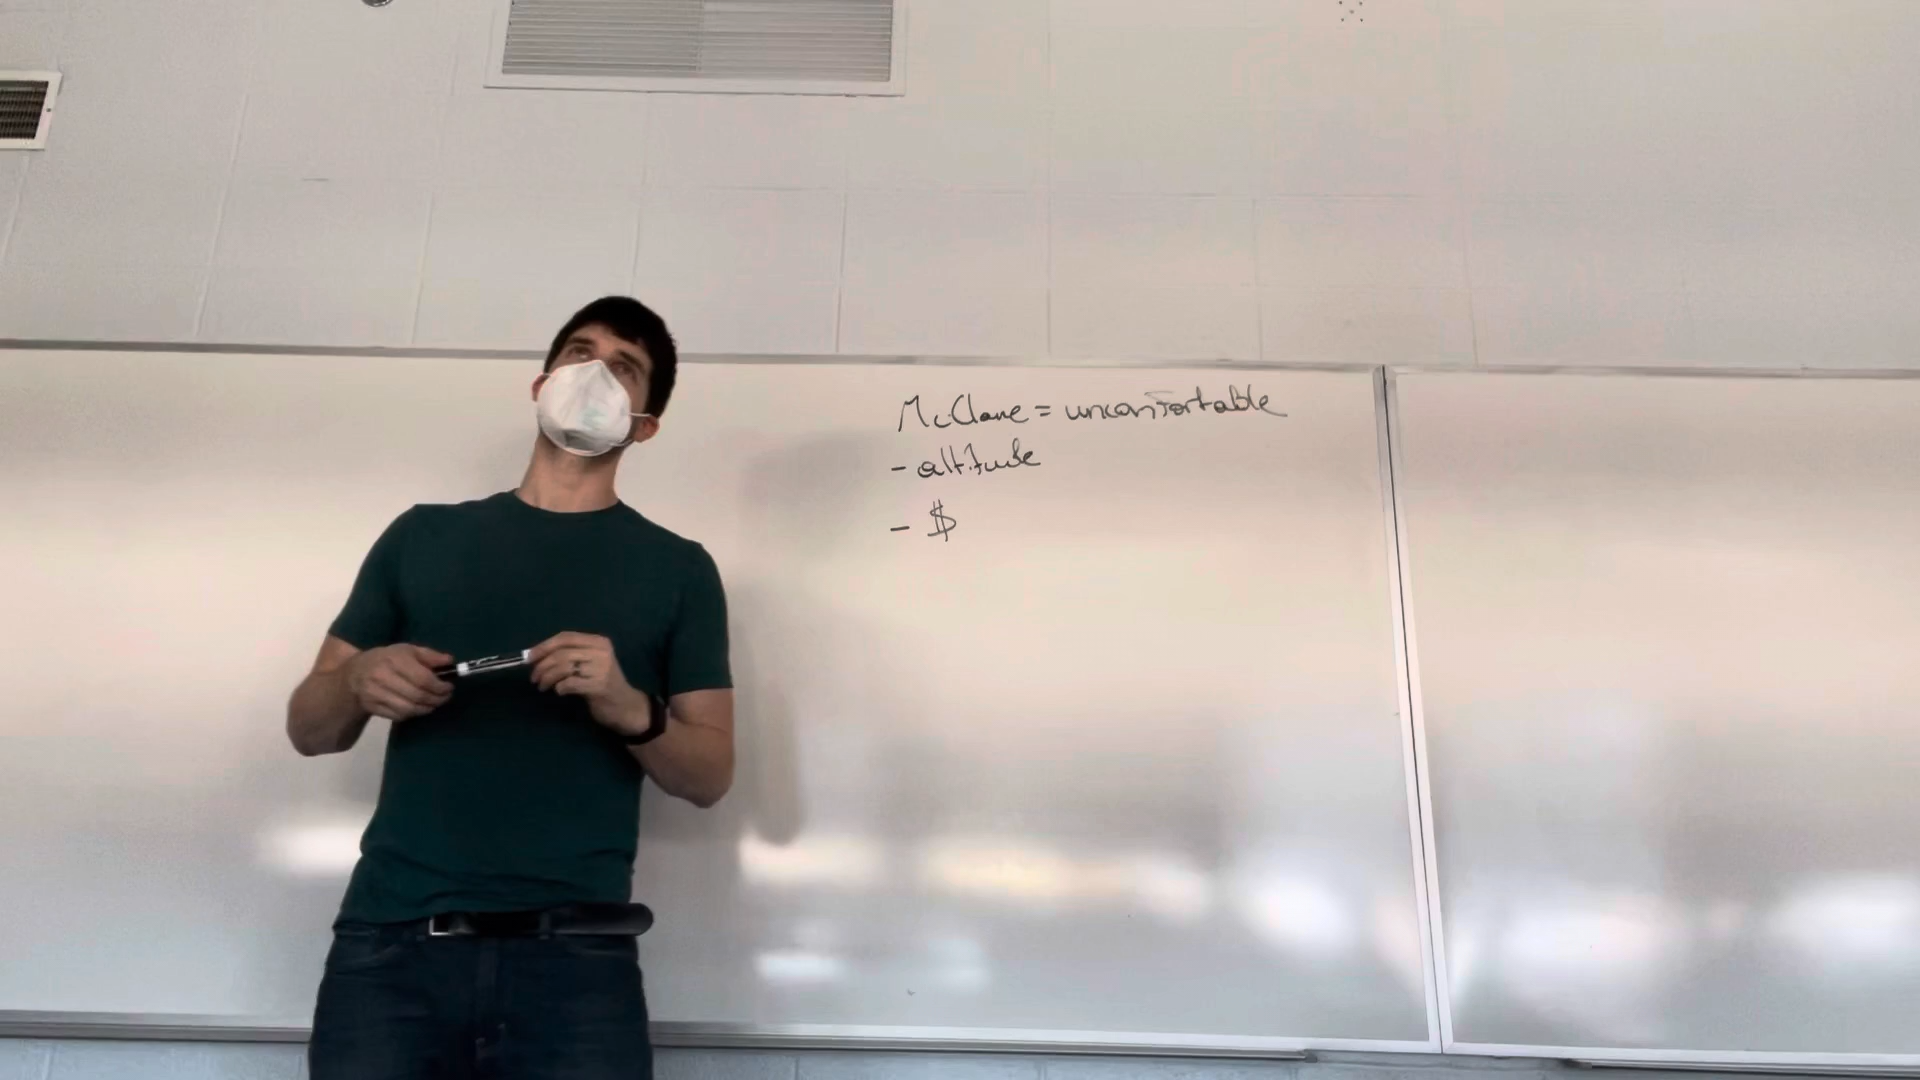 McClane = uncomfortable
- altitude
- $